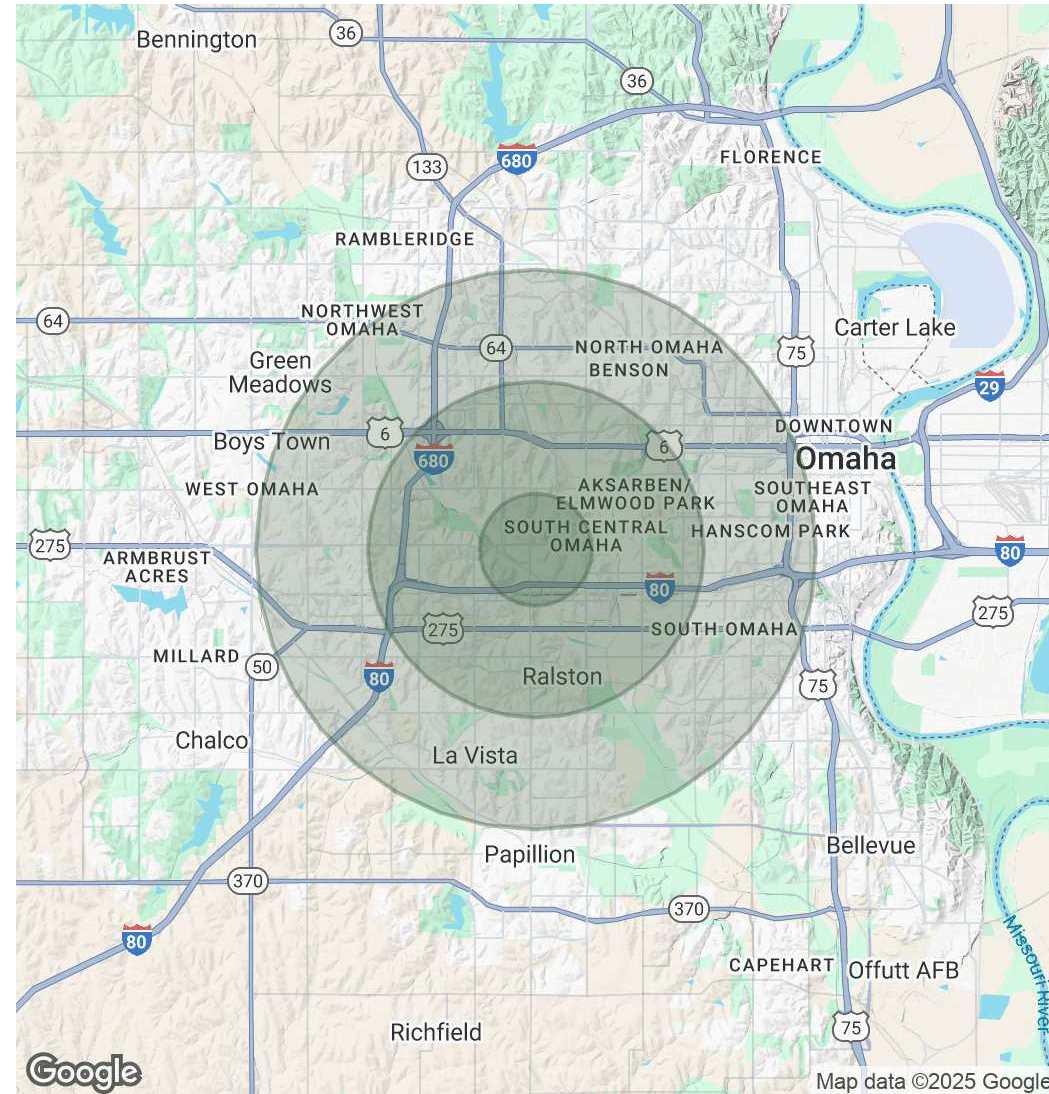 Bennington
36
36
FLORENCE
680
133
RAMBLERIDGE
NORTHWEST
OMAHA
64
Carter Lake
64
NORTH OMAHA
75
Green
Meadows
BENSON
29
DOWNTOWN
6
Boys Town
6
Omaha
680
WEST OMAHA
AKSARBEN/
ELMWOOD PARK
SOUTHEAST
OMAHA
SOUTH CENTRAL
OMAHA
HANSCOM PARK
275
80
ARMBRUST
ACRES
80
275
275
SOUTH OMAHA
MILLARD
50
80
Ralston
75
Chalco
La Vista
Papillion
Bellevue
370
370
80
Missouri River
CAPEHART
Offutt AFB
75
Richfield
Google
Map data ©2025 Google